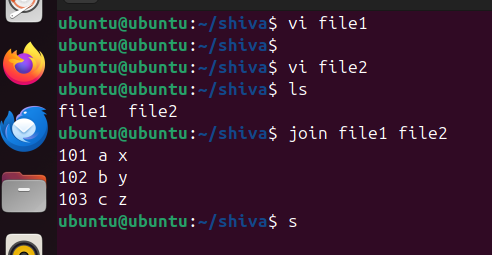 ubuntu@ubuntu:~/shiva$ vi file1
ubuntu@ubuntu:~/shiva$
ubuntu@ubuntu:~/shiva$ vi file2
ubuntu@ubuntu:~/shiva$ ls
file1  file2
ubuntu@ubuntu:~/shiva$ join file1 file2
101 a x
102 b y
103 c z
ubuntu@ubuntu:~/shiva$ s